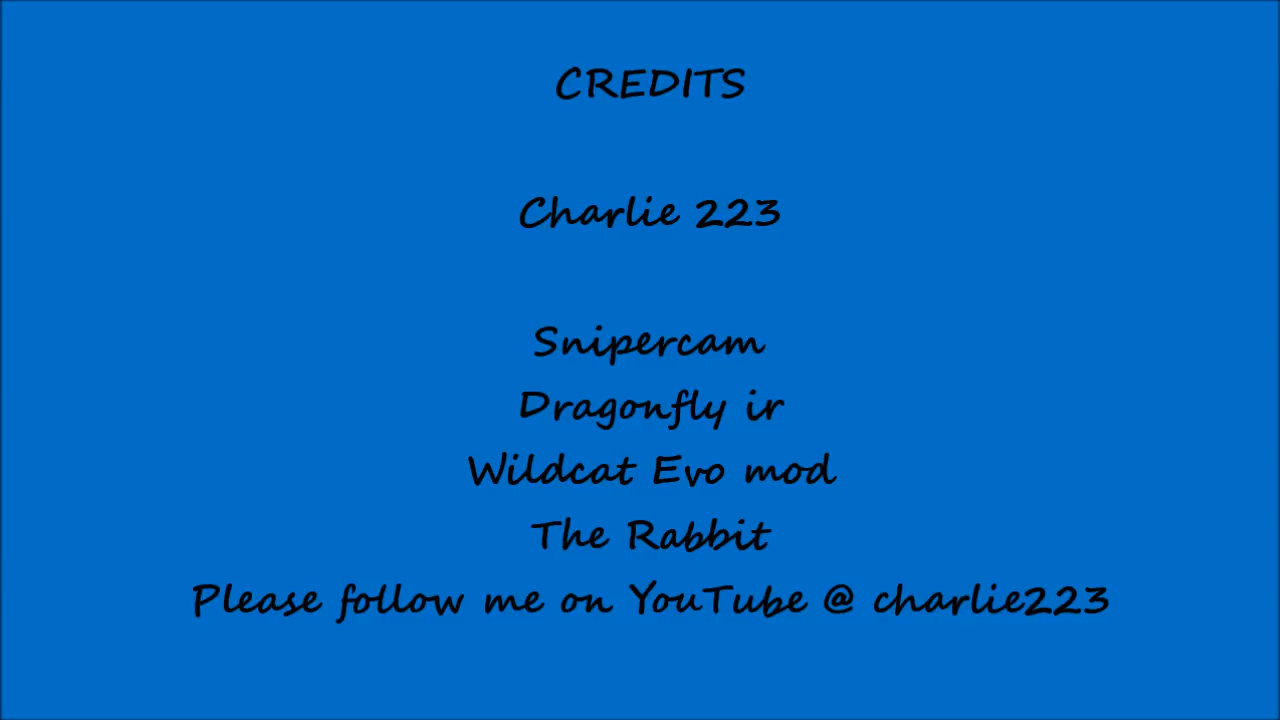 CREDITS
Charlie 223
Snipercam
Dragonfly ir
Wildcat Evo mod
The Rabbit
Please follow me on YouTube @ charlie223